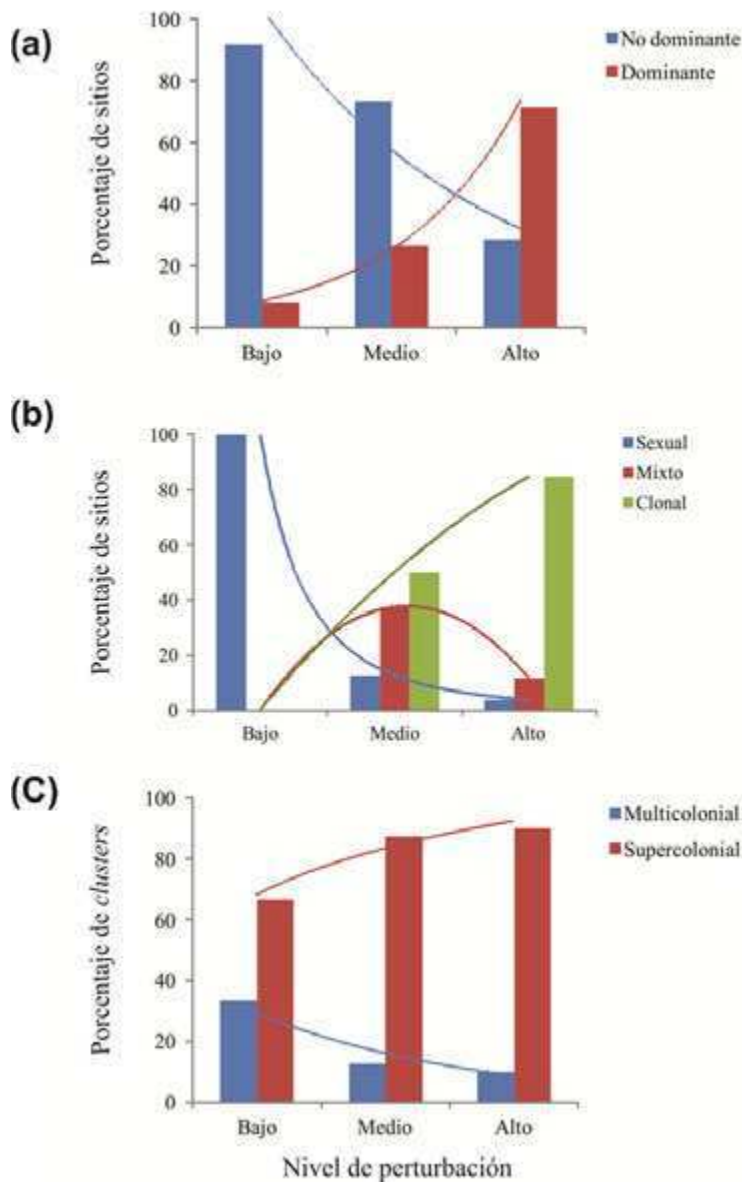 (a)
Porcentaje de sitios
100
80
60
40
20
0
Bajo
Medio
Alto
No dominante
Dominante
(b)
Porcentaje de sitios
100
80
60
40
20
0
Bajo
Medio
Alto
Sexual
Mixto
Clonal
(C)
Porcentaje de clusters
100
80
60
40
20
0
Bajo
Medio
Alto
Multicolonial
Supercolonial
Nivel de perturbación